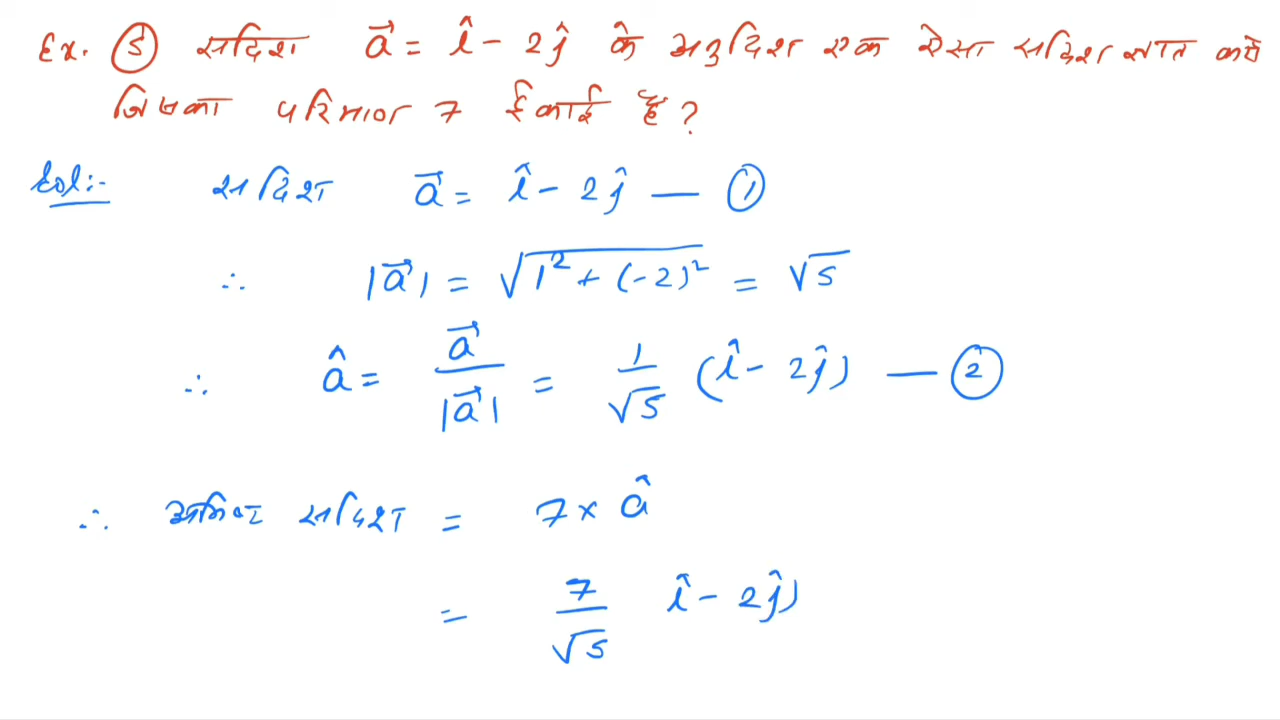 Ex. ⑤ सदिश a⃗ = î - 2ĵ के अनुदिश एक ऐसा सदिश ज्ञात करो
जिसका परिमाण 7 ईकाई है ?
Sol:- सदिश a⃗ = î - 2ĵ — ①
∴ |a⃗| = √(1² + (-2)²) = √5
∴ â = a⃗/|a⃗| = 1/√5 (î - 2ĵ) — ②
∴ अभिष्ट सदिश = 7 × â
= 7/√5 î - 2ĵ)